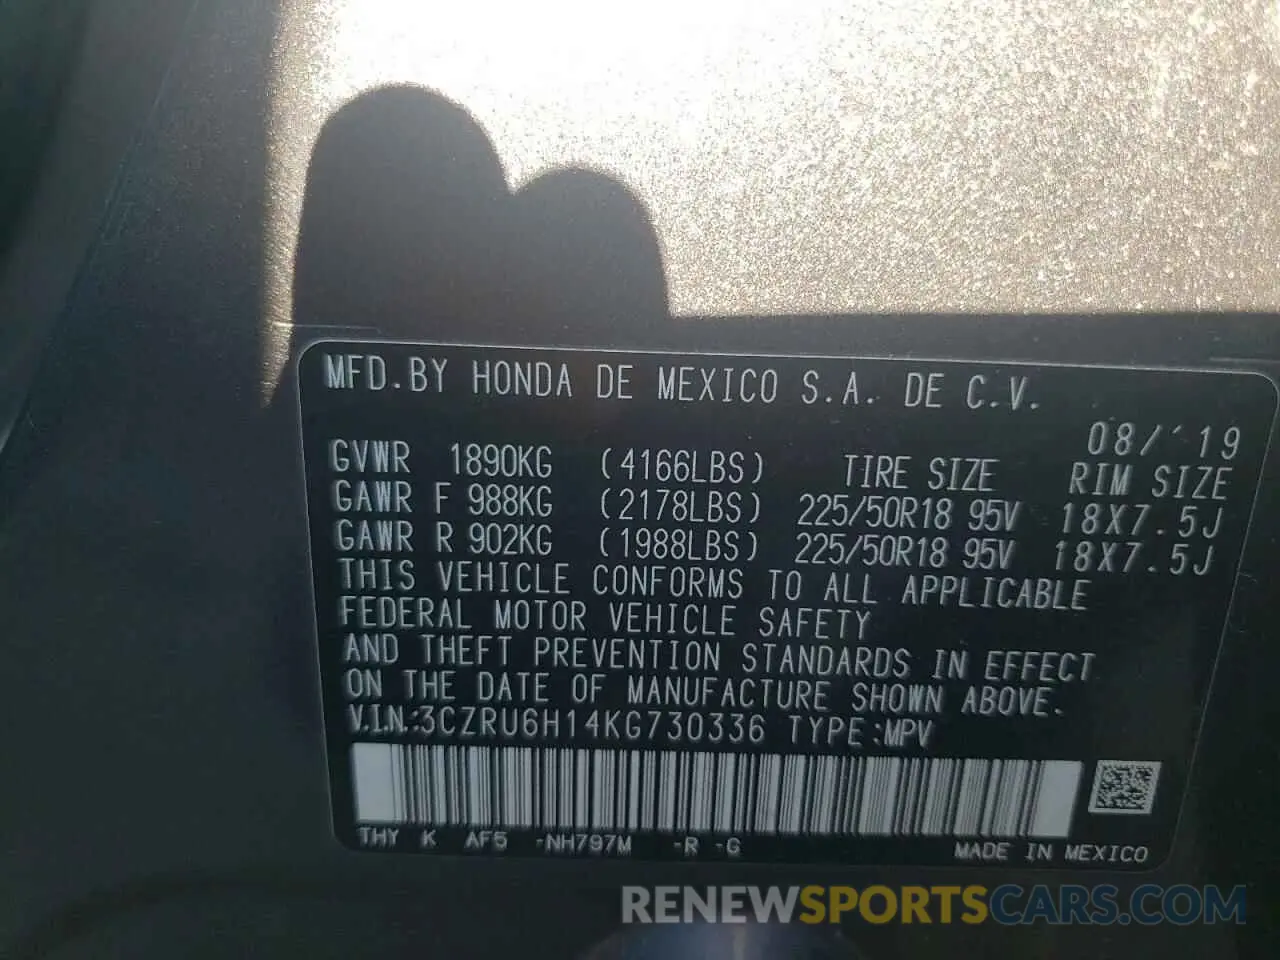 MFD.BY HONDA DE MEXICO S.A. DE C.V.
08/'19
GVWR 1890KG (4166LBS) TIRE SIZE RIM SIZE
GAWR F 988KG (2178LBS) 225/50R18 95V 18X7.5J
GAWR R 902KG (1988LBS) 225/50R18 95V 18X7.5J
THIS VEHICLE CONFORMS TO ALL APPLICABLE
FEDERAL MOTOR VEHICLE SAFETY
AND THEFT PREVENTION STANDARDS IN EFFECT
ON THE DATE OF MANUFACTURE SHOWN ABOVE.
V.I.N.:3CZRU6H14KG730336 TYPE:MPV
THY K AF5 -NH797M -R -G
MADE IN MEXICO
RENEWSPORTSCARS.COM